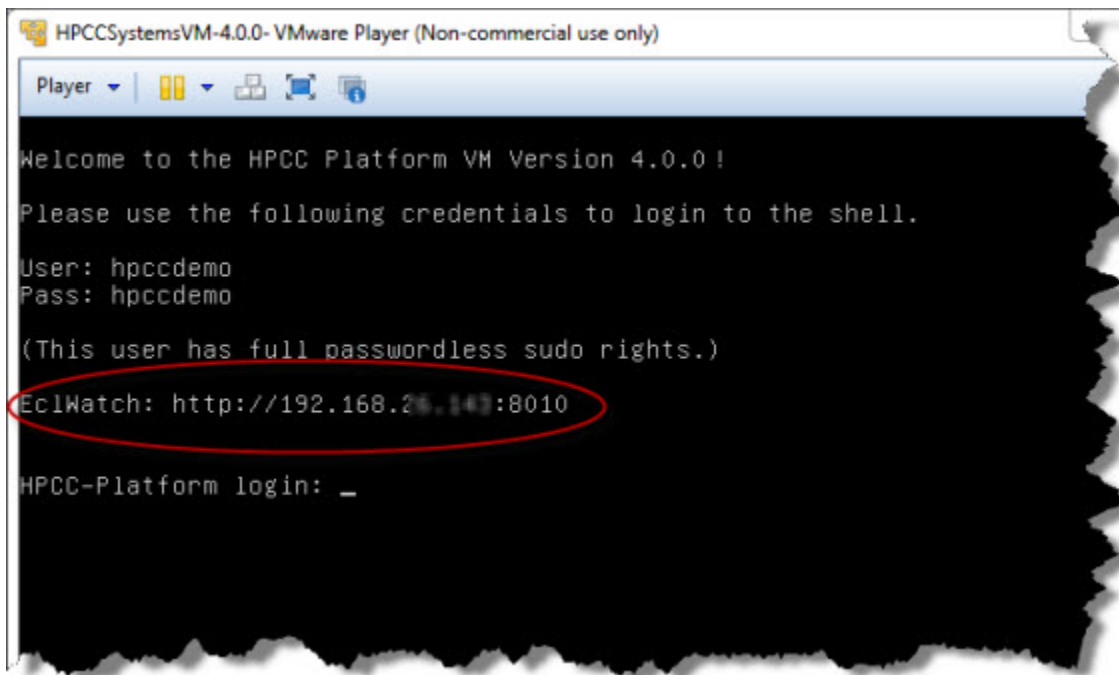 HPCCSystemsVM-4.0.0- VMware Player (Non-commercial use only)
Player
Welcome to the HPCC Platform VM Version 4.0.0!
Please use the following credentials to login to the shell.
User: hpccdemo
Pass: hpccdemo
(This user has full passwordless sudo rights.)
EclWatch: http://192.168. :8010
HPCC-Platform login: _